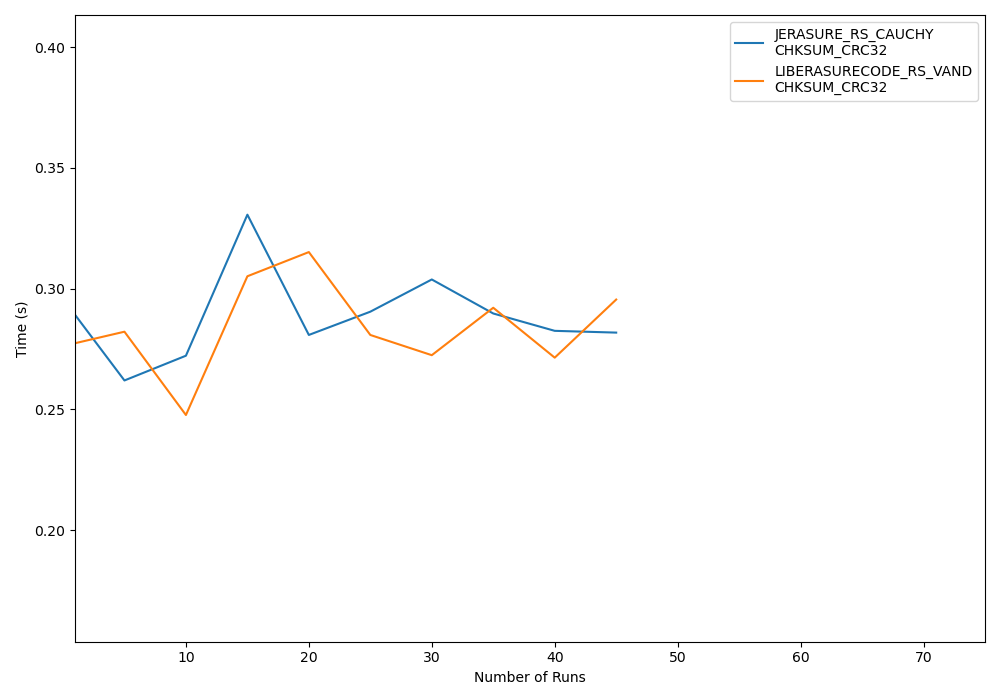 JERASURE_RS_CAUCHY
CHKSUM_CRC32
LIBERASURECODE_RS_VAND
CHKSUM_CRC32
0.40
0.35
0.30
0.25
0.20
Time (s)
10 20 30 40 50 60 70
Number of Runs